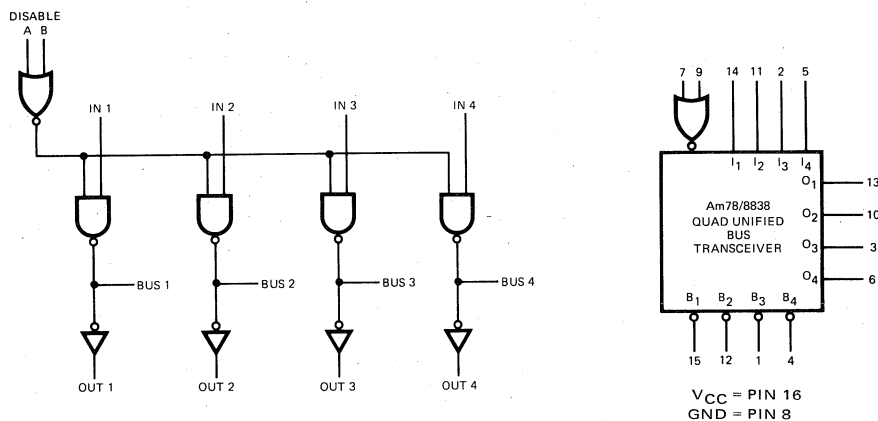 DISABLE
A B
IN 1
IN 2
IN 3
IN 4
BUS 1
BUS 2
BUS 3
BUS 4
OUT 1
OUT 2
OUT 3
OUT 4
7 9 14 11 2 5
I1 I2 I3 I4
O1 13
Am78/8838
QUAD UNIFIED
BUS
TRANSCEIVER
O2 10
O3 3
O4 6
B1 B2 B3 B4
15 12 1 4
VCC = PIN 16
GND = PIN 8